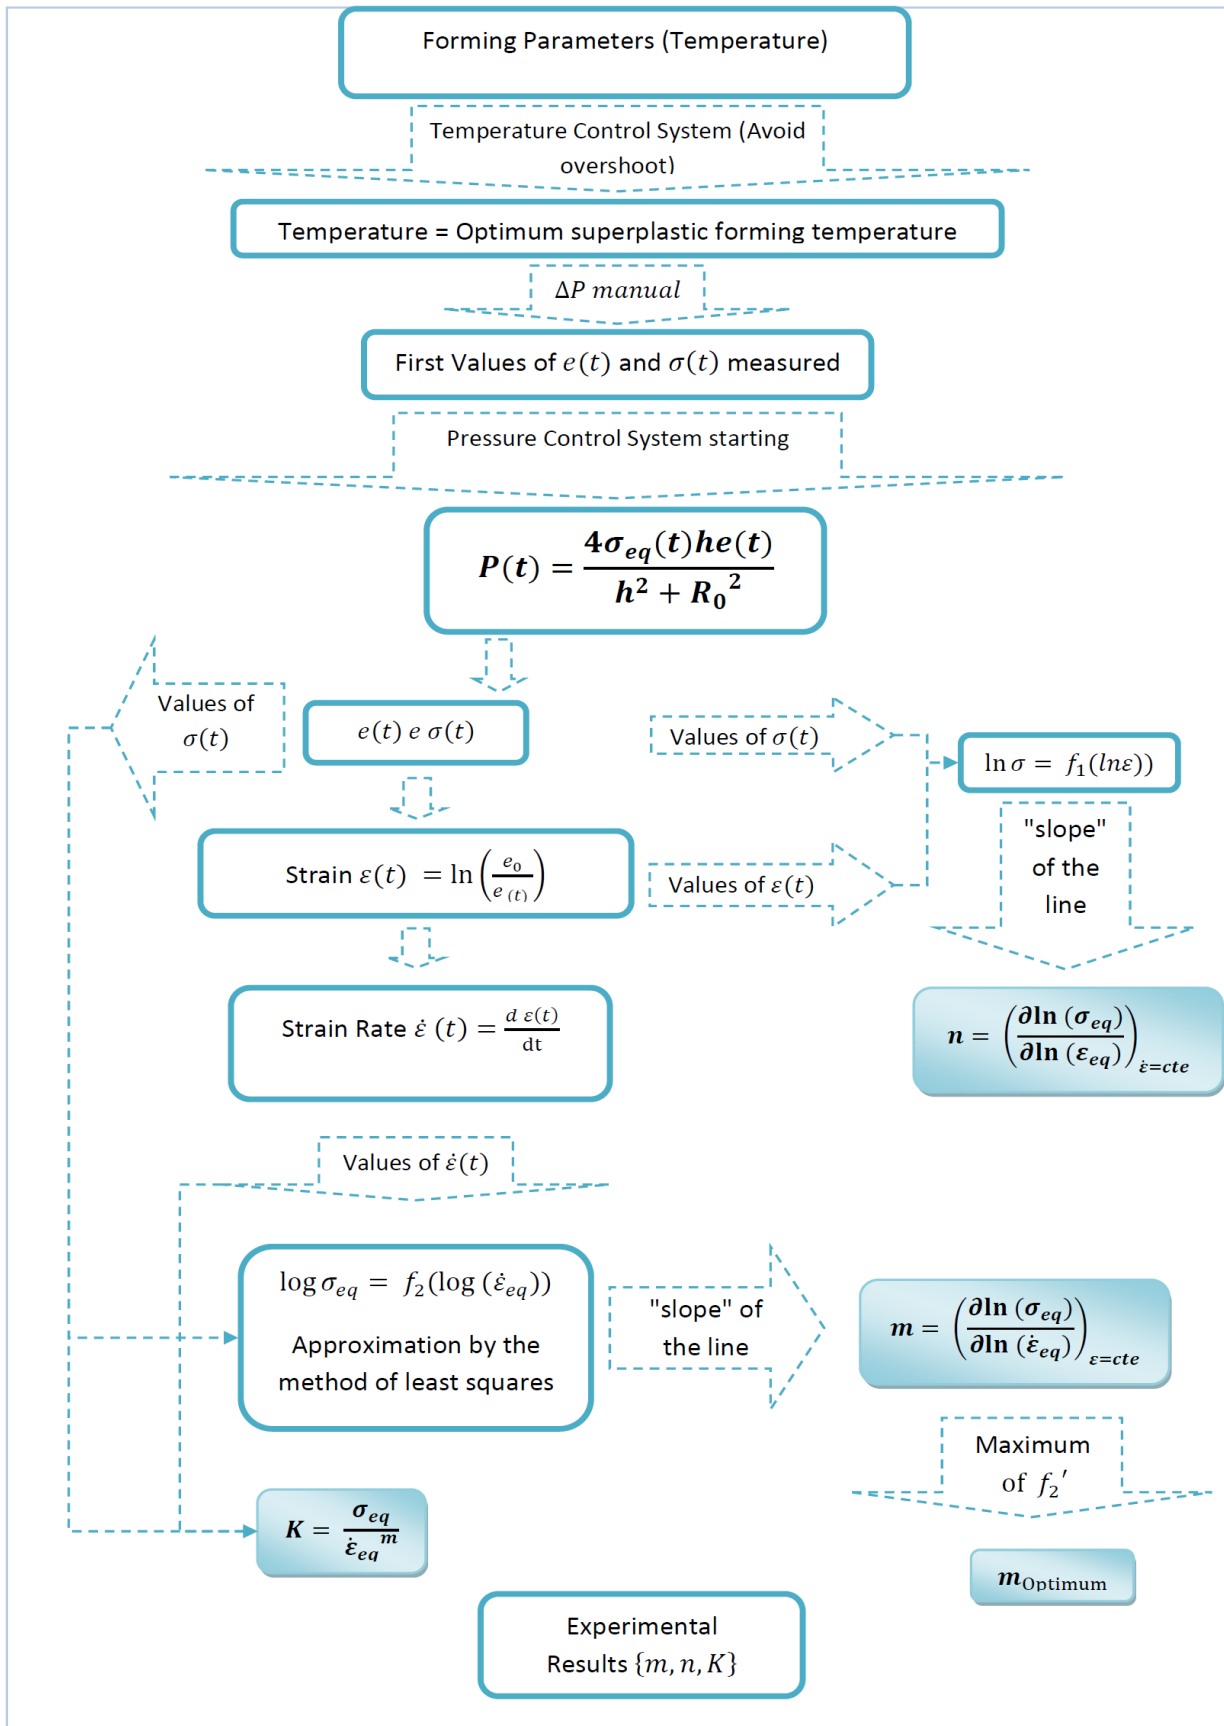 Forming Parameters (Temperature)
Temperature Control System (Avoid
overshoot)
Temperature = Optimum superplastic forming temperature
ΔP manual
First Values of e(t) and σ(t) measured
Pressure Control System starting
P(t) = 4σ_eq(t)he(t) / h² + R₀²
Values of
σ(t)
e(t) e σ(t)
Values of σ(t)
ln σ = f₁(lnε))
Strain ε(t) = ln(e₀ / e (t))
Values of ε(t)
"slope"
of the
line
Strain Rate ε̇ (t) = d ε(t) / dt
n = (∂ln (σ_eq) / ∂ln (ε_eq))_ε̇=cte
Values of ε̇(t)
log σ_eq = f₂(log (ε̇_eq))
Approximation by the
method of least squares
"slope" of
the line
m = (∂ln (σ_eq) / ∂ln (ε̇_eq))_ε=cte
Maximum
of f₂′
K = σ_eq / ε̇_eq^m
m_Optimum
Experimental
Results {m, n, K}